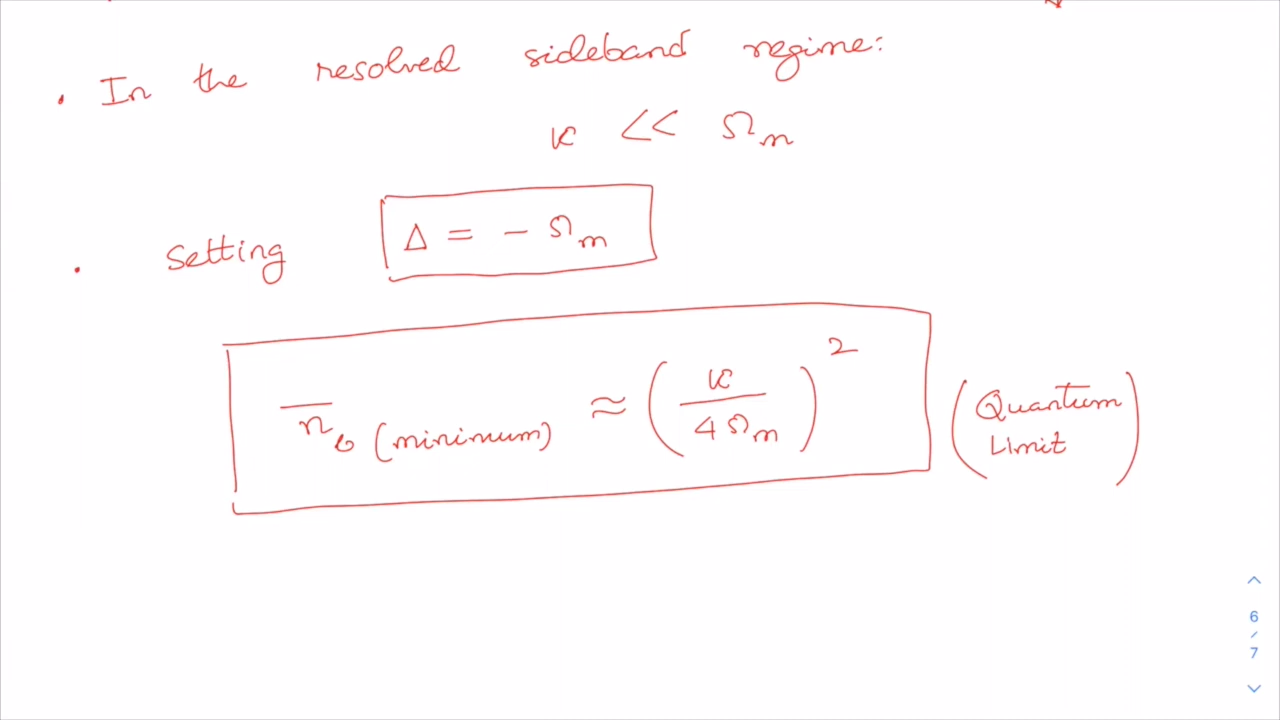 • In the resolved sideband regime:
κ << Ωm
• Setting Δ = - Ωm
n̄b (minimum) ≈ (κ / 4Ωm)²
(Quantum Limit)
6
/
7